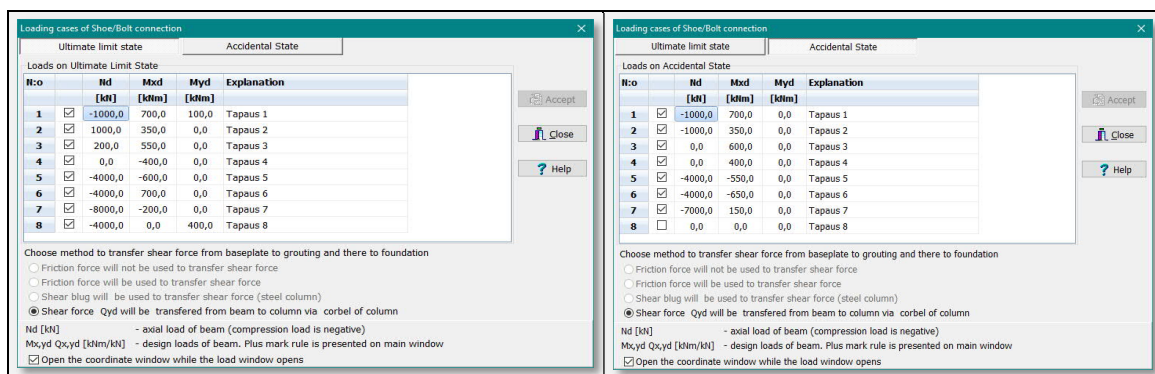 Loading cases of Shoe/Bolt connection
Ultimate limit state Accidental State
Loads on Ultimate Limit State
N:o Nd Mxd Myd Explanation
[kN] [kNm] [kNm]
1 -1000,0 700,0 100,0 Tapaus 1
2 1000,0 350,0 0,0 Tapaus 2
3 200,0 550,0 0,0 Tapaus 3
4 0,0 -400,0 0,0 Tapaus 4
5 -4000,0 -600,0 0,0 Tapaus 5
6 -4000,0 700,0 0,0 Tapaus 6
7 -8000,0 -200,0 0,0 Tapaus 7
8 -4000,0 0,0 400,0 Tapaus 8
Accept
Close
Help
Choose method to transfer shear force from baseplate to grouting and there to foundation
Friction force will not be used to transfer shear force
Friction force will be used to transfer shear force
Shear blug will be used to transfer shear force (steel column)
Shear force Qyd will be transfered from beam to column via corbel of column
Nd [kN] - axial load of beam (compression load is negative)
Mx,yd Qx,yd [kNm/kN] - design loads of beam. Plus mark rule is presented on main window
Open the coordinate window while the load window opens
Loading cases of Shoe/Bolt connection
Ultimate limit state Accidental State
Loads on Accidental State
N:o Nd Mxd Myd Explanation
[kN] [kNm] [kNm]
1 -1000,0 700,0 0,0 Tapaus 1
2 -1000,0 350,0 0,0 Tapaus 2
3 0,0 600,0 0,0 Tapaus 3
4 0,0 400,0 0,0 Tapaus 4
5 -4000,0 -550,0 0,0 Tapaus 5
6 -4000,0 -650,0 0,0 Tapaus 6
7 -7000,0 150,0 0,0 Tapaus 7
8 0,0 0,0 0,0 Tapaus 8
Accept
Close
Help
Choose method to transfer shear force from baseplate to grouting and there to foundation
Friction force will not be used to transfer shear force
Friction force will be used to transfer shear force
Shear blug will be used to transfer shear force (steel column)
Shear force Qyd will be transfered from beam to column via corbel of column
Nd [kN] - axial load of beam (compression load is negative)
Mx,yd Qx,yd [kNm/kN] - design loads of beam. Plus mark rule is presented on main window
Open the coordinate window while the load window opens